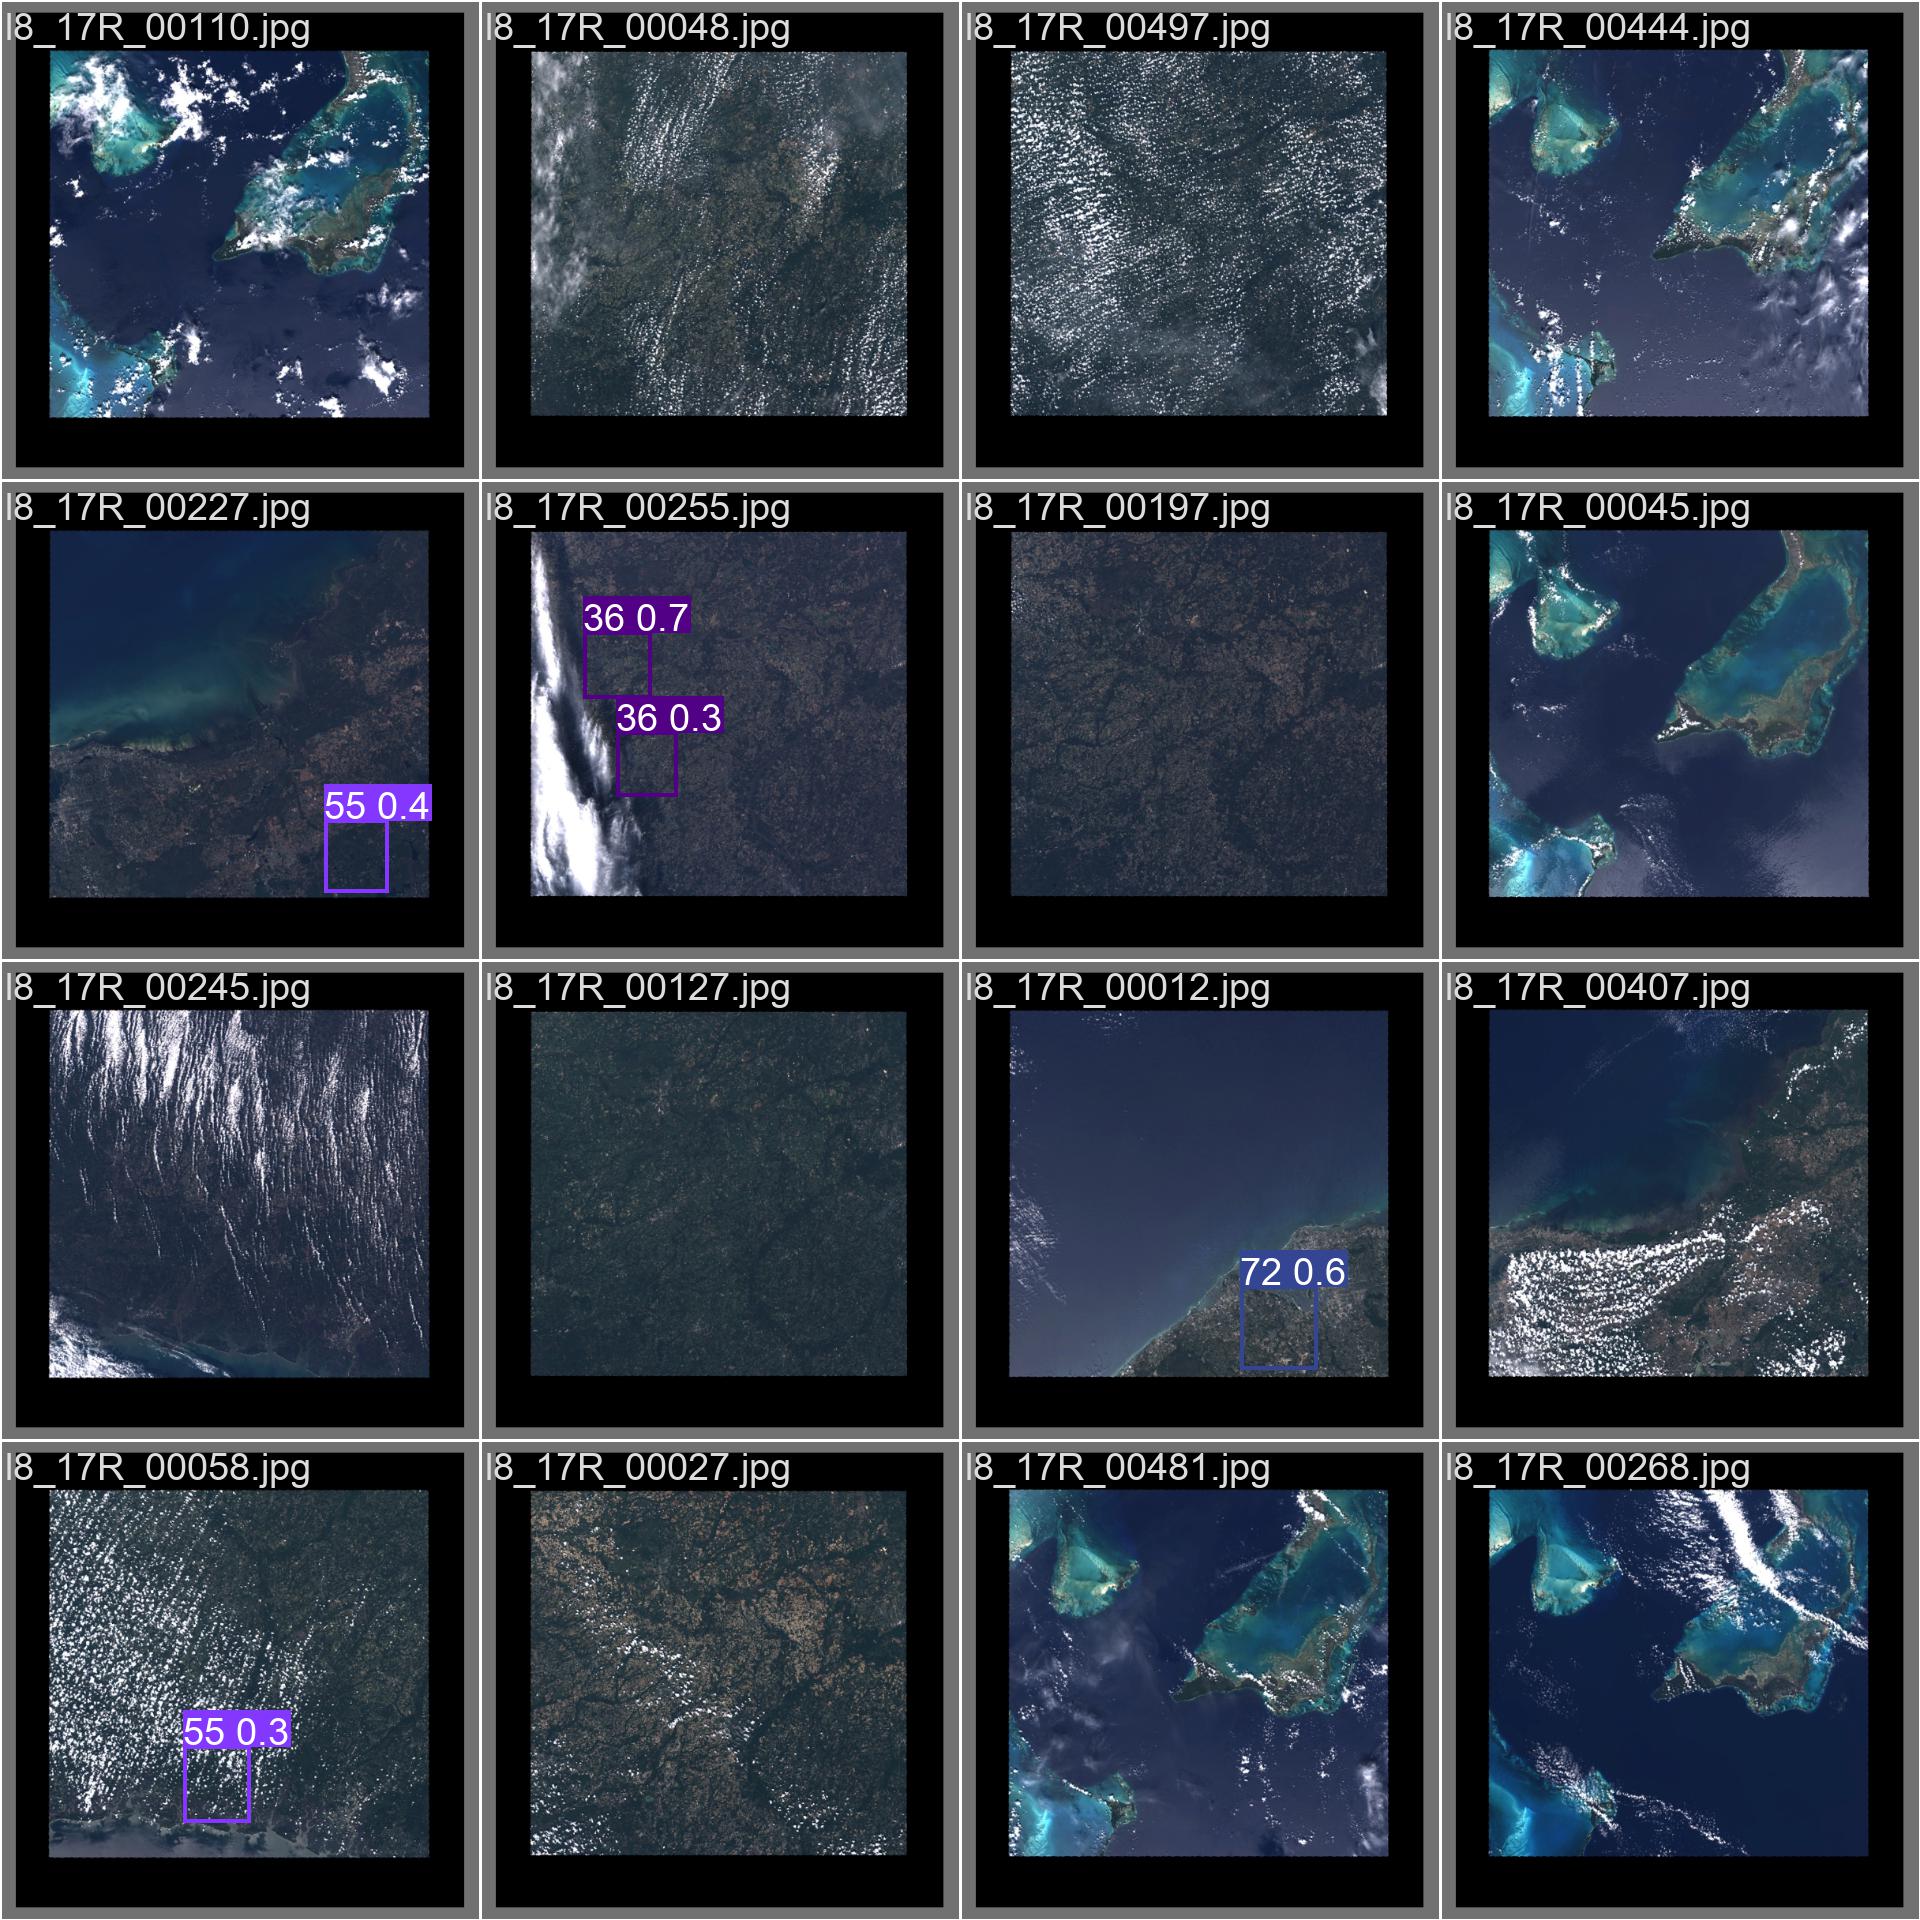 l8_17R_00110.jpg
l8_17R_00048.jpg
l8_17R_00497.jpg
l8_17R_00444.jpg
l8_17R_00227.jpg
l8_17R_00255.jpg
l8_17R_00197.jpg
l8_17R_00045.jpg
36 0.7
36 0.3
55 0.4
l8_17R_00245.jpg
l8_17R_00127.jpg
l8_17R_00012.jpg
l8_17R_00407.jpg
72 0.6
l8_17R_00058.jpg
l8_17R_00027.jpg
l8_17R_00481.jpg
l8_17R_00268.jpg
55 0.3